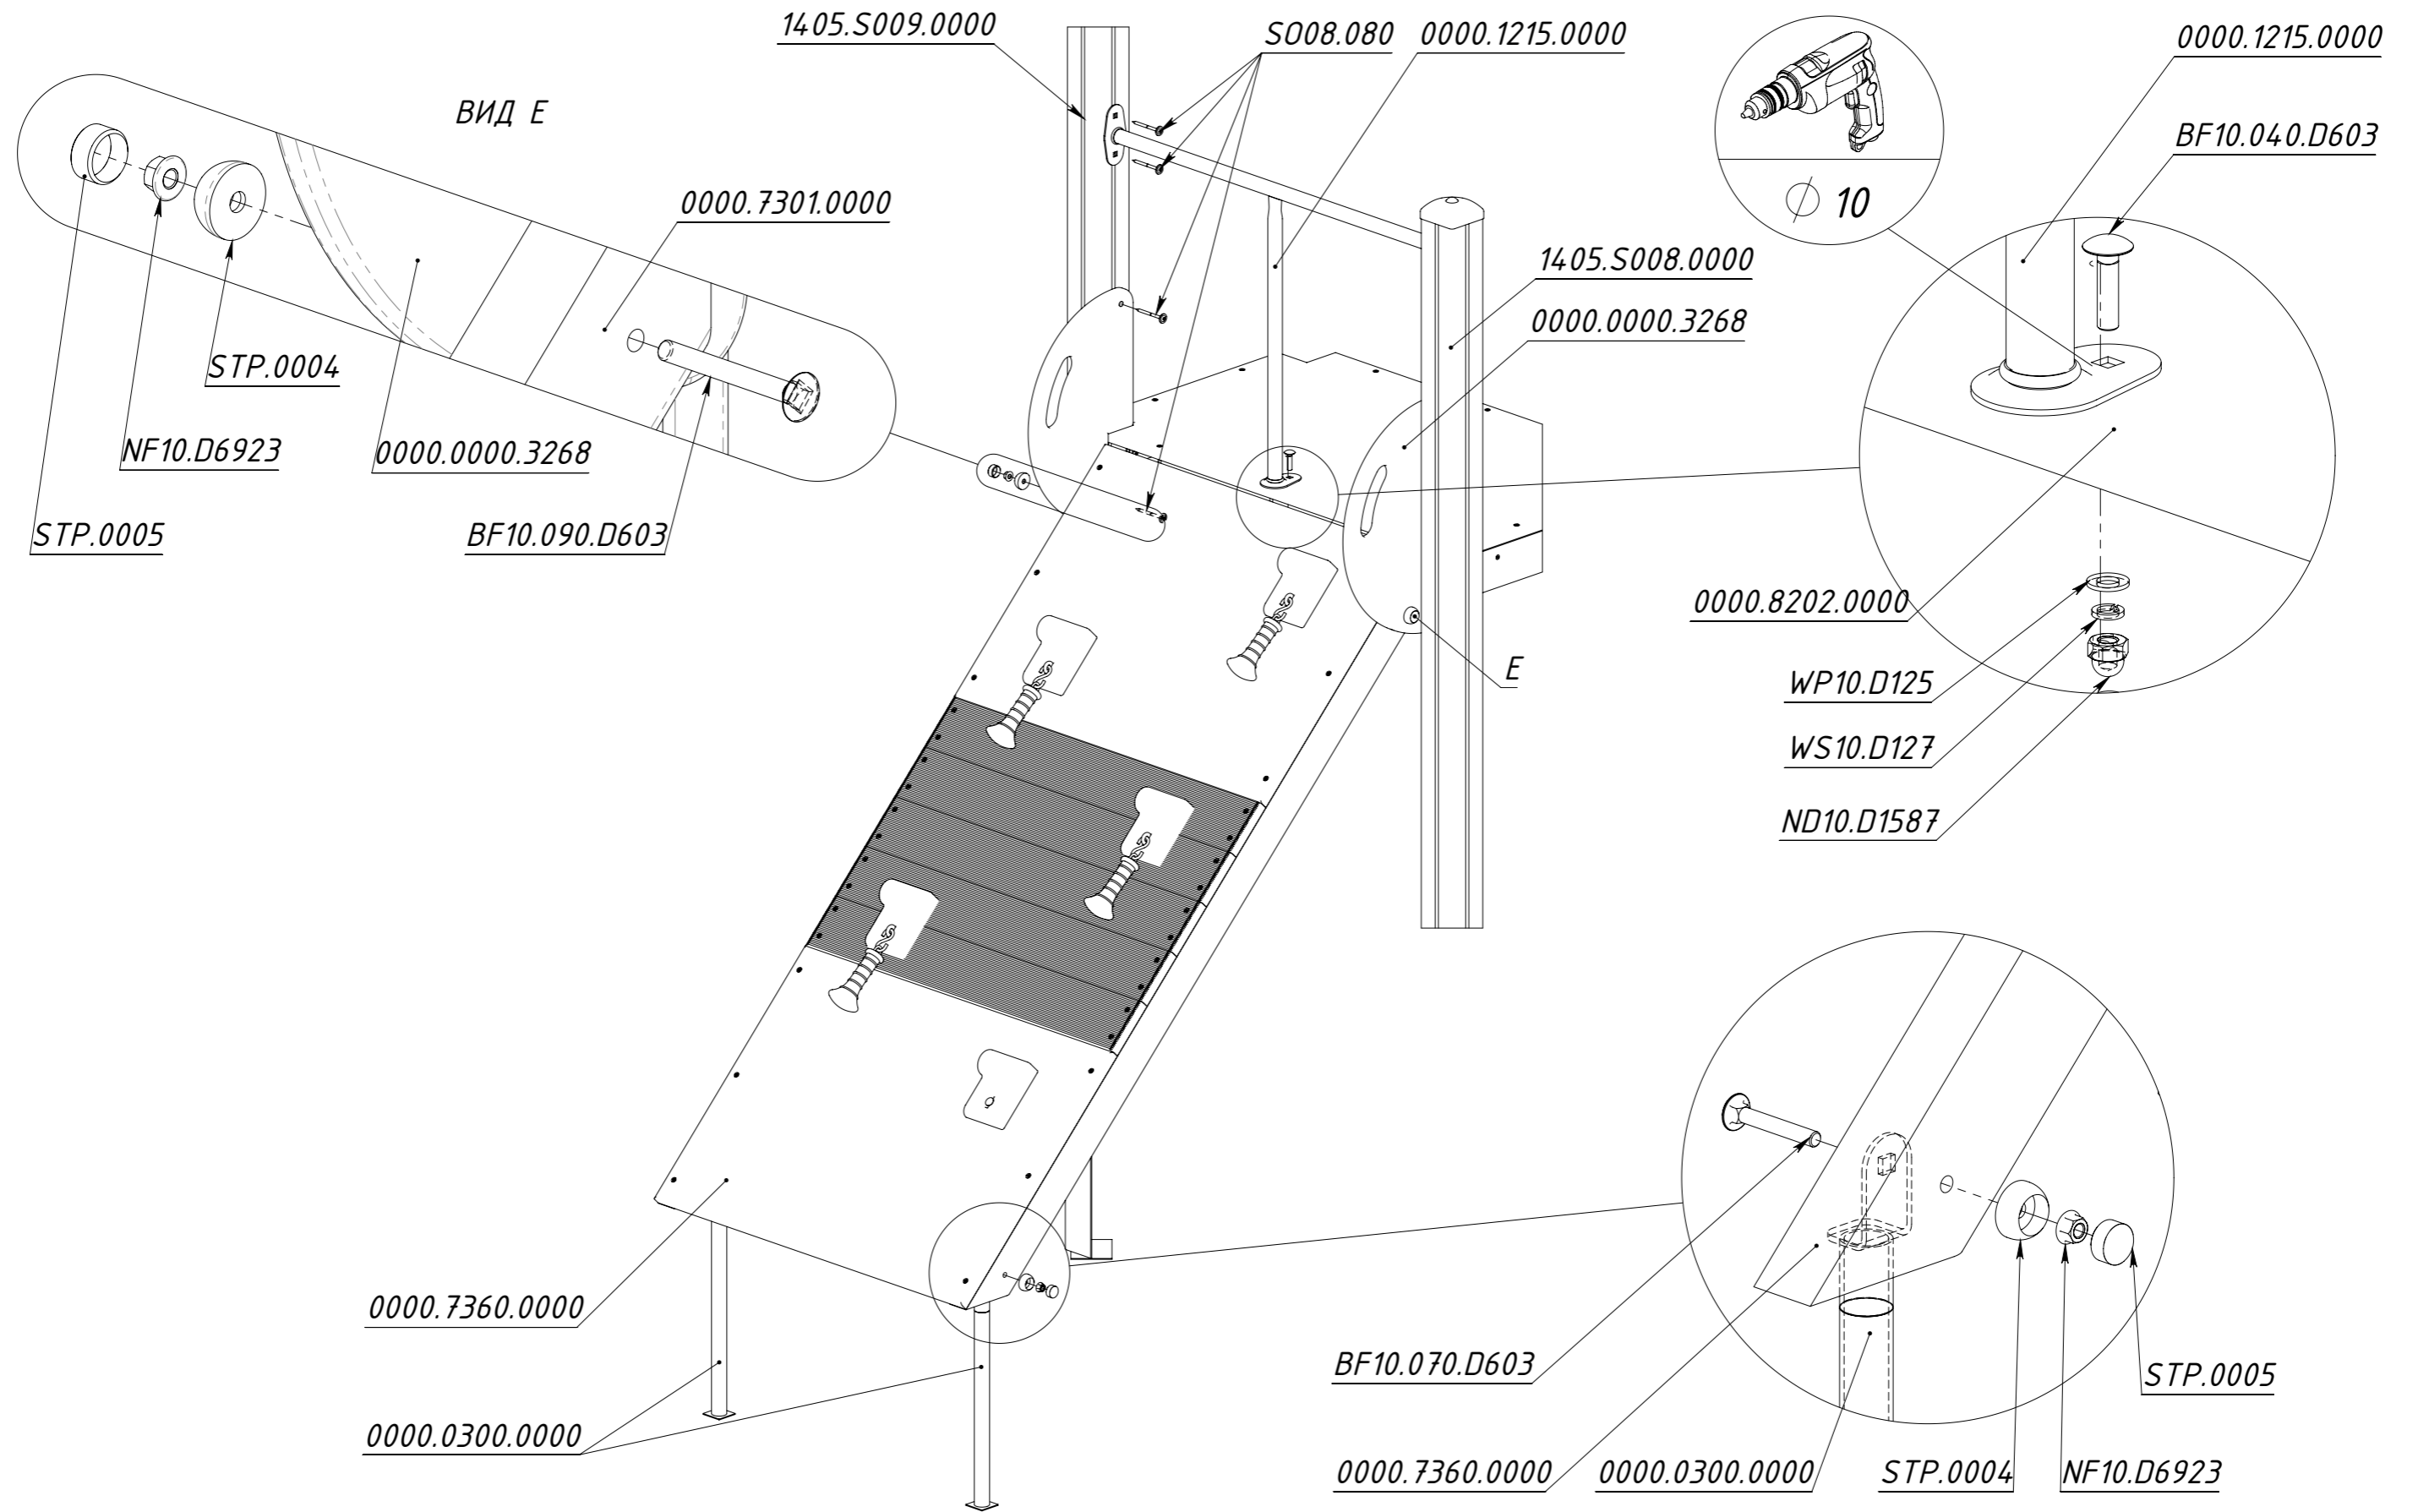 1405.S009.0000
SO08.080
0000.1215.0000
0000.1215.0000
ВИД Е
BF10.040.D603
⌀ 10
0000.7301.0000
1405.S008.0000
0000.0000.3268
STP.0004
NF10.D6923
0000.0000.3268
STP.0005
BF10.090.D603
0000.8202.0000
E
WP10.D125
WS10.D127
ND10.D1587
0000.7360.0000
BF10.070.D603
STP.0005
0000.0300.0000
0000.7360.0000
0000.0300.0000
STP.0004
NF10.D6923